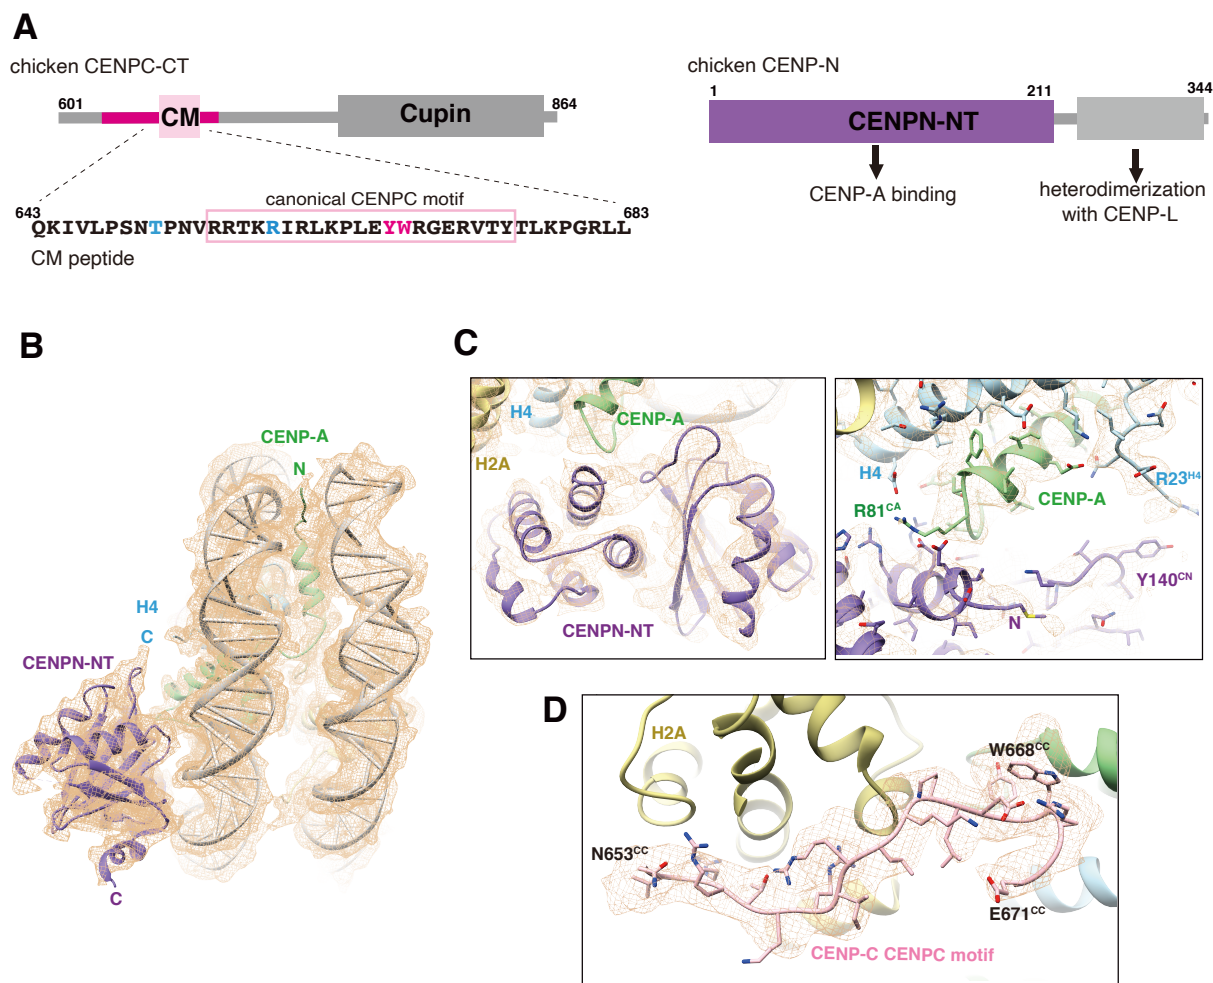 A
chicken CENPC-CT
601
CM
Cupin
864
canonical CENPC motif
643
683
QKIVLPSNTPNVRRTKRIRLKPLEYWRGERVTYTLKPGRLL
CM peptide
chicken CENP-N
1
211
344
CENPN-NT
CENP-A binding
heterodimerization
with CENP-L
B
CENP-A
N
H4
C
CENPN-NT
C
C
H4
CENP-A
H2A
CENPN-NT
H4
R23H4
CENP-A
R81CA
Y140CN
N
D
H2A
W668CC
N653CC
E671CC
CENP-C CENPC motif